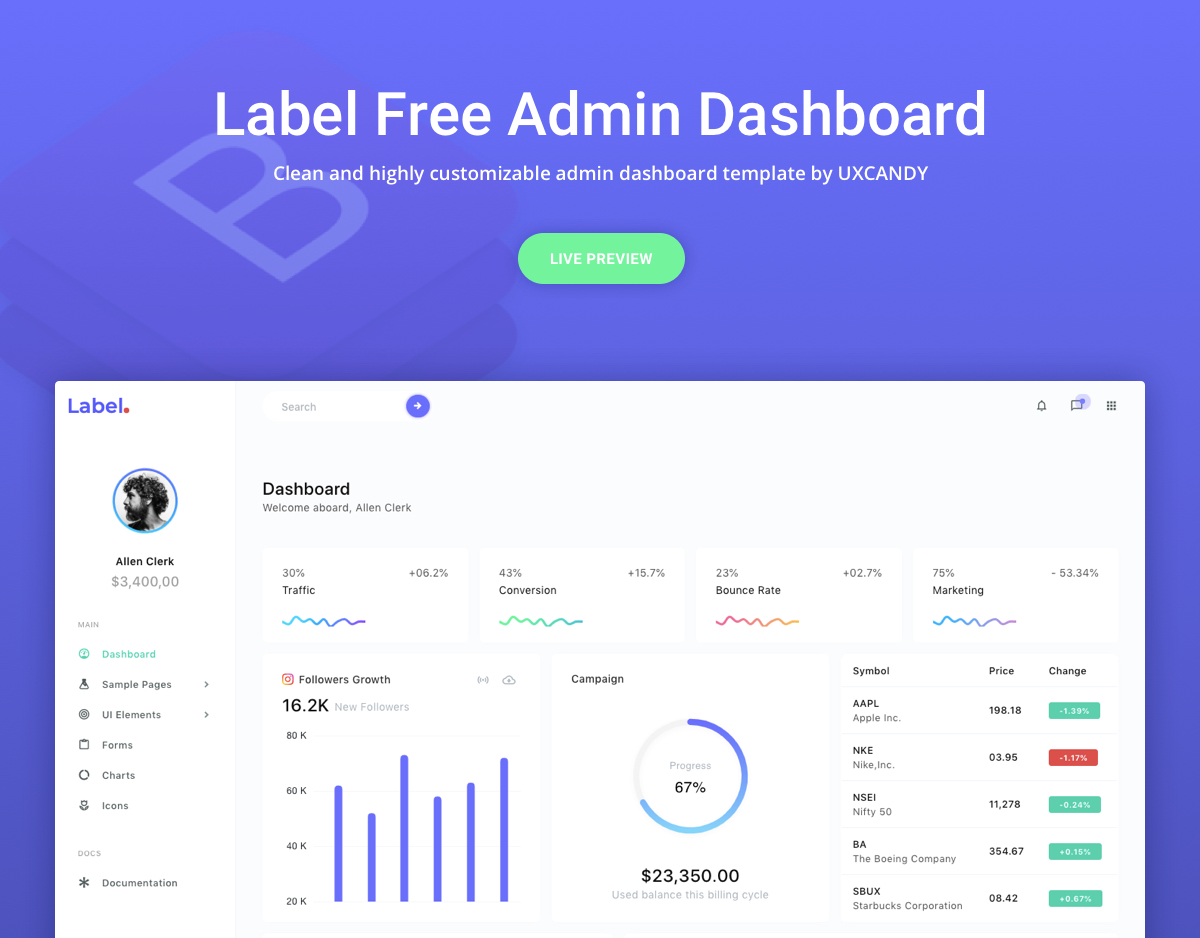 Label Free Admin Dashboard
Clean and highly customizable admin dashboard template by UXCANDY
B
LIVE PREVIEW
Label.
Search
Allen Clerk
$3,400,00
MAIN
Dashboard
Sample Pages
UI Elements
Forms
Charts
Icons
DOCS
Documentation
Dashboard
Welcome aboard, Allen Clerk
30% +06.2%
Traffic
43% +15.7%
Conversion
23% +02.7%
Bounce Rate
75% - 53.34%
Marketing
Followers Growth
16.2K New Followers
80 K
60 K
40 K
20 K
Campaign
Progress
67%
$23,350.00
Used balance this billing cycle
Symbol Price Change
AAPL
Apple Inc.
198.18 -1.39%
NKE
Nike,Inc.
03.95 -1.17%
NSEI
Nifty 50
11,278 -0.24%
BA
The Boeing Company
354.67 +0.15%
SBUX
Starbucks Corporation
08.42 +0.67%